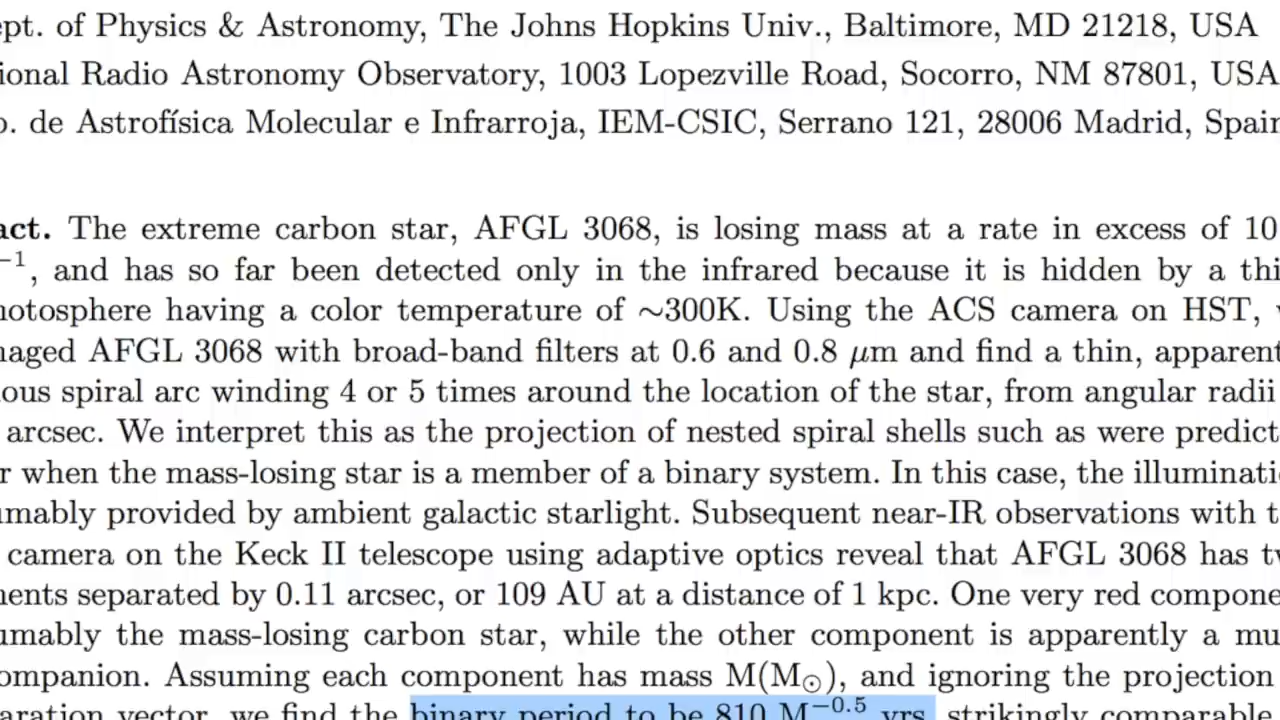 ept. of Physics & Astronomy, The Johns Hopkins Univ., Baltimore, MD 21218, USA
ional Radio Astronomy Observatory, 1003 Lopezville Road, Socorro, NM 87801, USA
o. de Astrofísica Molecular e Infrarroja, IEM-CSIC, Serrano 121, 28006 Madrid, Spain
act. The extreme carbon star, AFGL 3068, is losing mass at a rate in excess of 10
⁻¹, and has so far been detected only in the infrared because it is hidden by a thi
hotosphere having a color temperature of ∼300K. Using the ACS camera on HST, w
naged AFGL 3068 with broad-band filters at 0.6 and 0.8 μm and find a thin, apparent
ous spiral arc winding 4 or 5 times around the location of the star, from angular radii
arcsec. We interpret this as the projection of nested spiral shells such as were predict
r when the mass-losing star is a member of a binary system. In this case, the illuminati
umably provided by ambient galactic starlight. Subsequent near-IR observations with t
camera on the Keck II telescope using adaptive optics reveal that AFGL 3068 has tw
nents separated by 0.11 arcsec, or 109 AU at a distance of 1 kpc. One very red compone
umably the mass-losing carbon star, while the other component is apparently a mu
ompanion. Assuming each component has mass M(M☉), and ignoring the projection
aration vector, we find the binary period to be 810 M⁻⁰·⁵ yrs, strikingly comparable